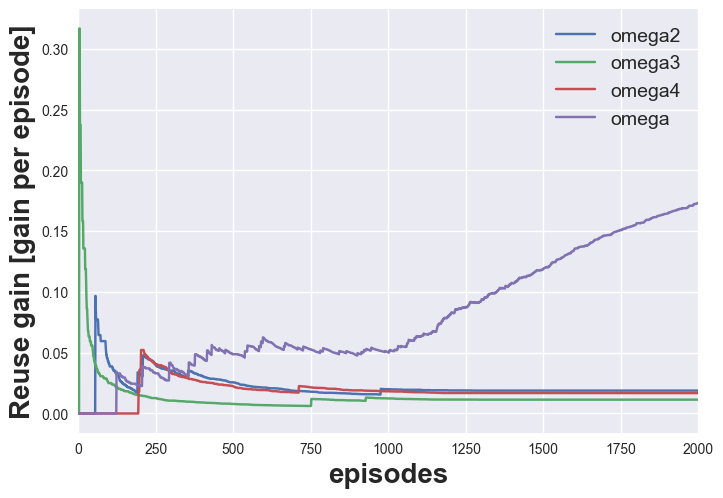 Reuse gain [gain per episode]
0.30
0.25
0.20
0.15
0.10
0.05
0.00
omega2
omega3
omega4
omega
0 250 500 750 1000 1250 1500 1750 2000
episodes